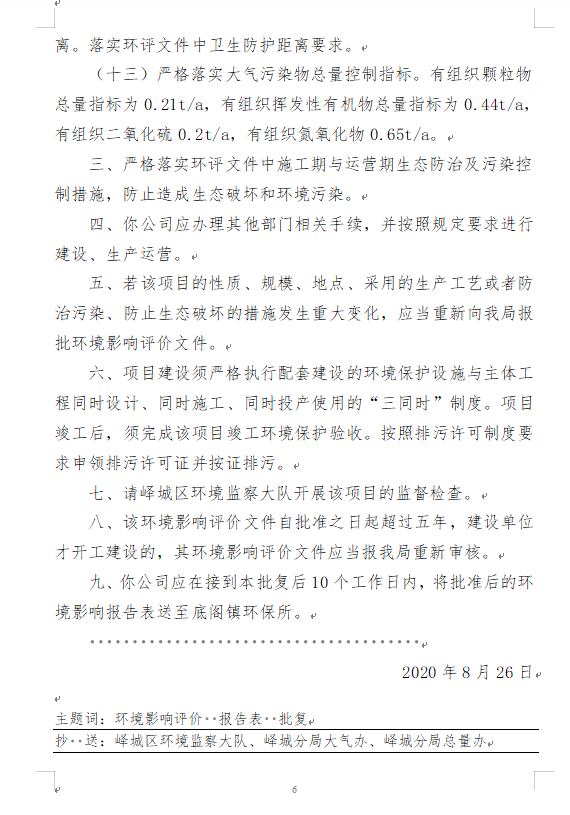 离。落实环评文件中卫生防护距离要求。
（十三）严格落实大气污染物总量控制指标。有组织颗粒物
总量指标为 0.21t/a，有组织挥发性有机物总量指标为 0.44t/a，
有组织二氧化硫 0.2t/a，有组织氮氧化物 0.65t/a。
三、严格落实环评文件中施工期与运营期生态防治及污染控
制措施，防止造成生态破坏和环境污染。
四、你公司应办理其他部门相关手续，并按照规定要求进行
建设、生产运营。
五、若该项目的性质、规模、地点、采用的生产工艺或者防
治污染、防止生态破坏的措施发生重大变化，应当重新向我局报
批环境影响评价文件。
六、项目建设须严格执行配套建设的环境保护设施与主体工
程同时设计、同时施工、同时投产使用的“三同时”制度。项目
竣工后，须完成该项目竣工环境保护验收。按照排污许可制度要
求申领排污许可证并按证排污。
七、请峄城区环境监察大队开展该项目的监督检查。
八、该环境影响评价文件自批准之日起超过五年，建设单位
才开工建设的，其环境影响评价文件应当报我局重新审核。
九、你公司应在接到本批复后 10 个工作日内，将批准后的环
境影响报告表送至底阁镇环保所。
2020 年 8 月 26 日
主题词：环境影响评价 报告表 批复
抄 送：峄城区环境监察大队、峄城分局大气办、峄城分局总量办
6